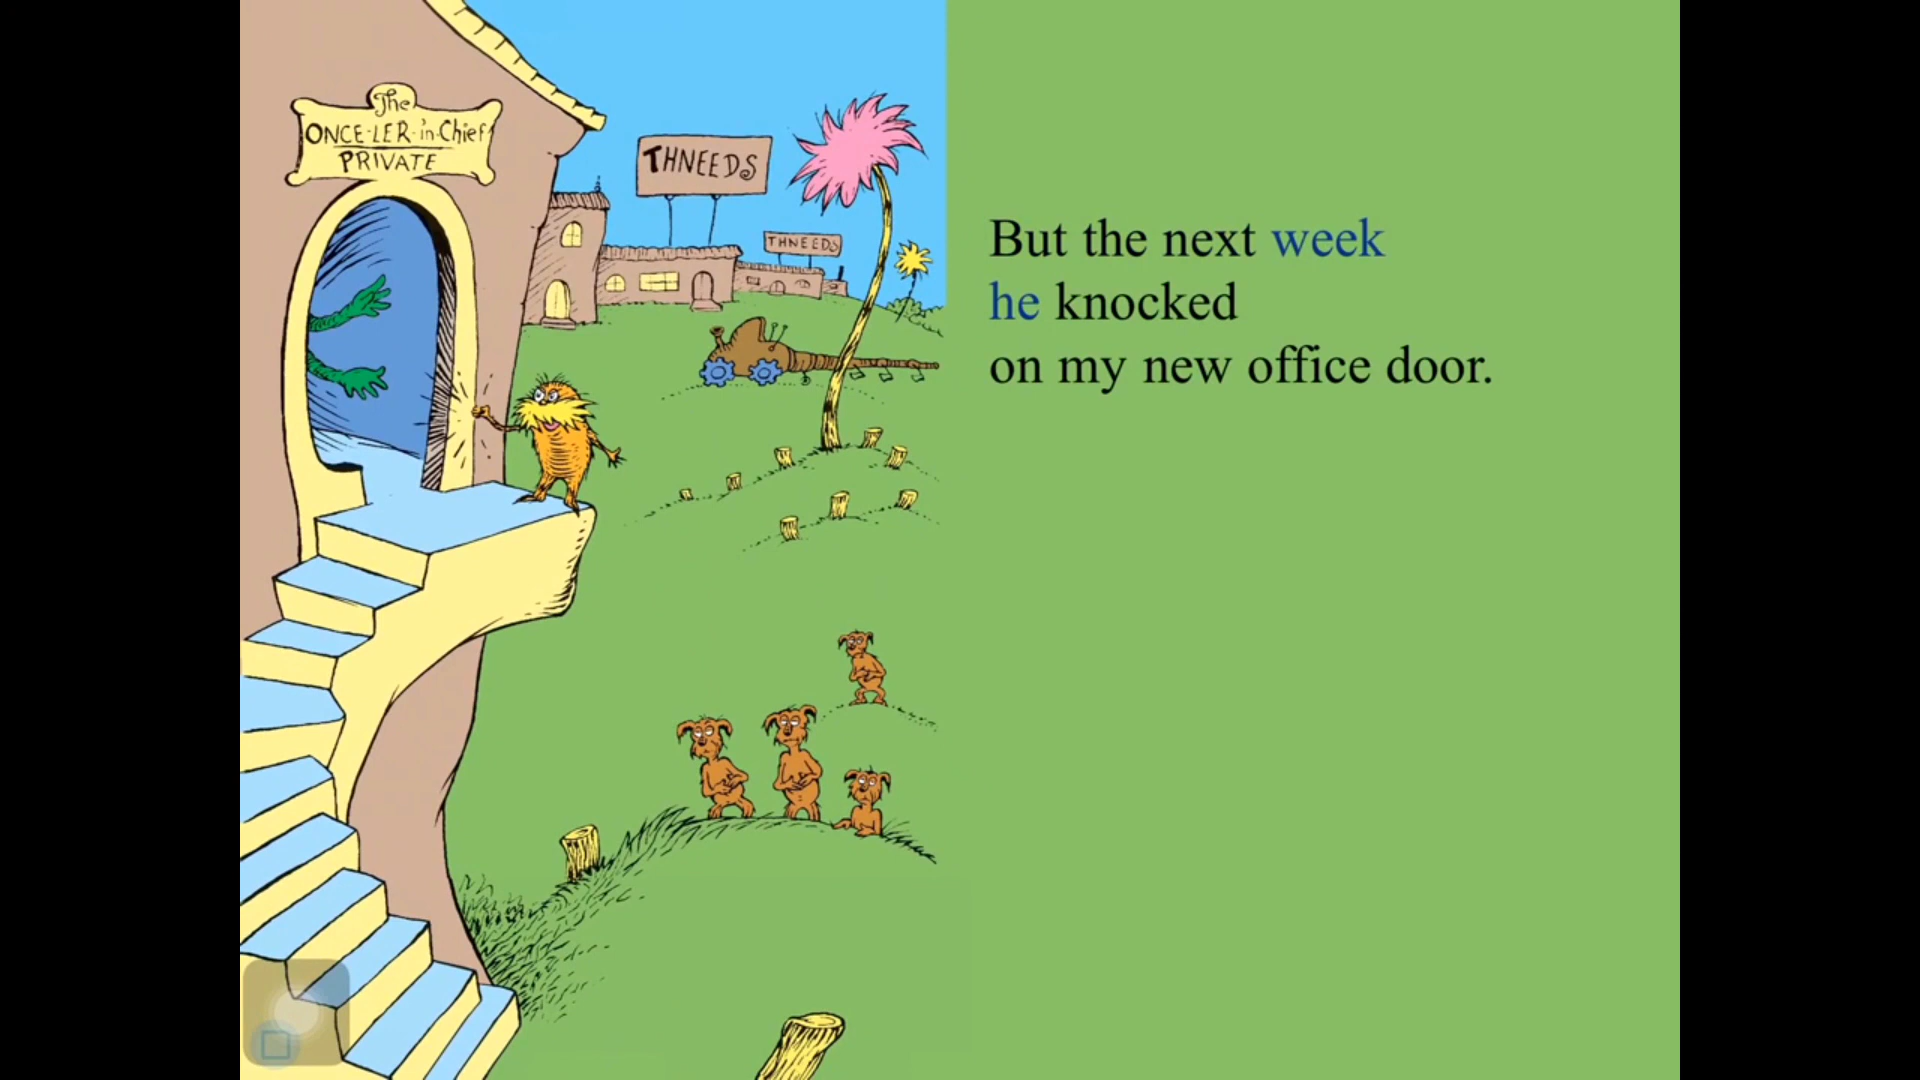 The
ONCE-LER-in-Chief
PRIVATE
THNEEDS
THNEEDS
But the next week
he knocked
on my new office door.